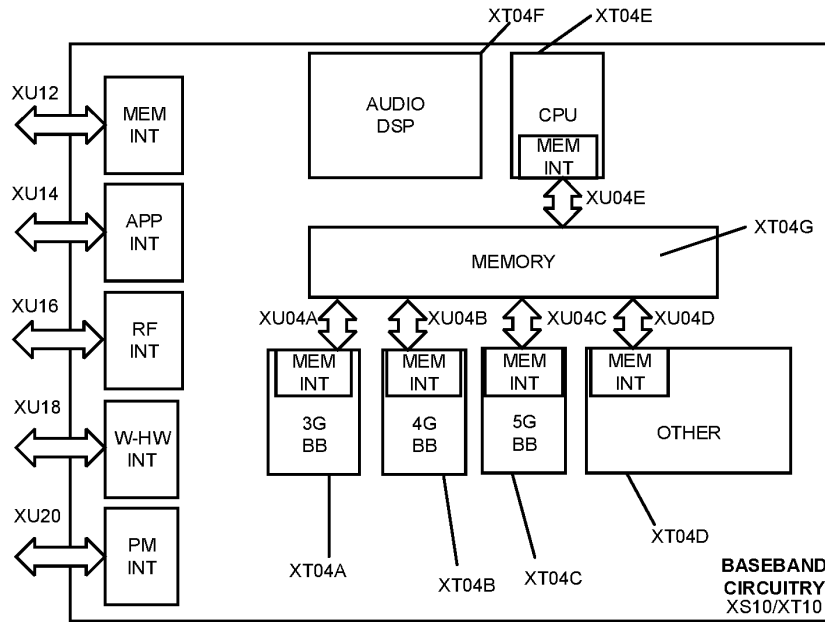 XT04F
XT04E
XU12
MEM
INT
AUDIO
DSP
CPU
MEM
INT
XU14
APP
INT
XU04E
XT04G
MEMORY
XU16
RF
INT
XU04A
XU04B
XU04C
XU04D
MEM
INT
MEM
INT
MEM
INT
MEM
INT
3G
BB
4G
BB
5G
BB
OTHER
XU18
W-HW
INT
XU20
PM
INT
XT04A
XT04B
XT04C
XT04D
BASEBAND
CIRCUITRY
XS10/XT10